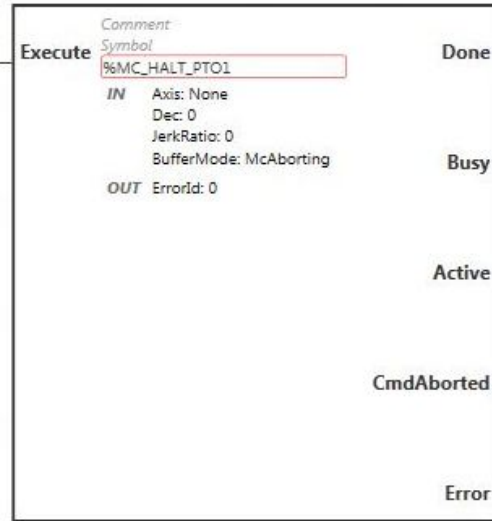 Comment
Execute Symbol Done
%MC_HALT_PTO1
IN Axis: None
Dec: 0
JerkRatio: 0
BufferMode: McAborting
Busy
OUT ErrorId: 0
Active
CmdAborted
Error